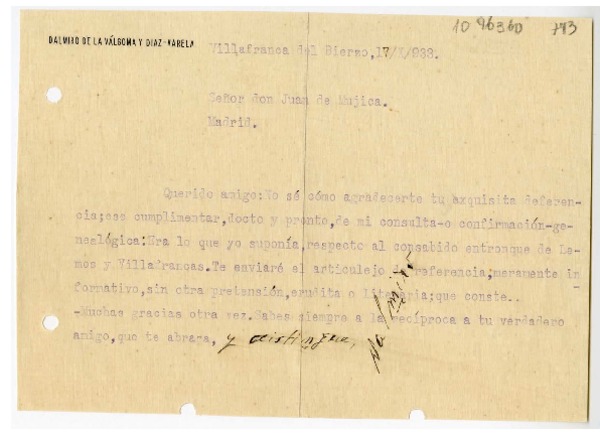 10 96360 773
DALMIRO DE LA VÁLGOMA Y DIAZ-VARELA
Villafranca del Bierzo,17/X/933.
Señor don Juan de Mujica.
Madrid.
Querido amigo:No sé cómo agradecerte tu axquisita deferen-
cia;ese cumplimentar,docto y pronto,de mi consulta-o confirmación-ge-
nealógica:Era lo que yo suponía,respecto al consabido entronque de Le-
mos y Villafrancas.Te enviaré el articulejo de referencia;meramente in
formativo,sin otra pretensión,erudita o literaria;que conste..
-Muchas gracias otra vez.Sabes siempre a la recíproca a tu verdadero
amigo,que te abraza, y distingue,
Dalmiro